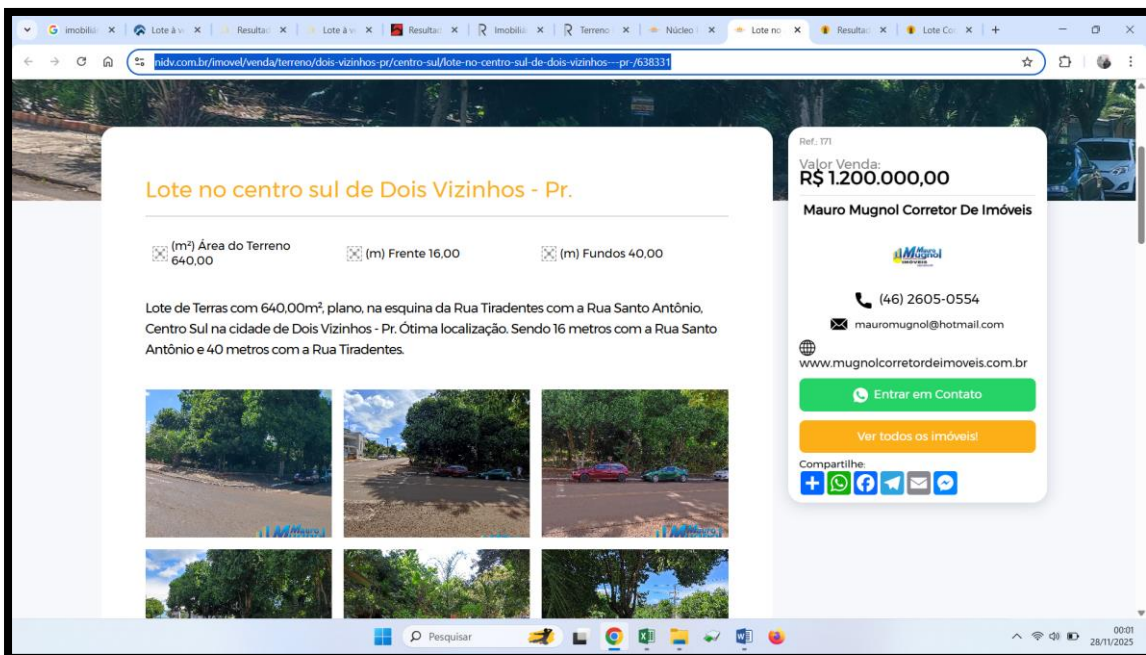 imobiliá
Lote à v
Resultad
Lote à v
Resultad
Imobiliá
Terreno
Núcleo
Lote no
Resultad
Lote Co
nidv.com.br/imovel/venda/terreno/dois-vizinhos-pr/centro-sul/lote-no-centro-sul-de-dois-vizinhos---pr-/638331
Lote no centro sul de Dois Vizinhos - Pr.
(m²) Área do Terreno
640,00
(m) Frente 16,00
(m) Fundos 40,00
Lote de Terras com 640,00m², plano, na esquina da Rua Tiradentes com a Rua Santo Antônio,
Centro Sul na cidade de Dois Vizinhos - Pr. Ótima localização. Sendo 16 metros com a Rua Santo
Antônio e 40 metros com a Rua Tiradentes.
Ref.: 171
Valor Venda:
R$ 1.200.000,00
Mauro Mugnol Corretor De Imóveis
Mauro
Mugnol
IMÓVEIS
(46) 2605-0554
mauromugnol@hotmail.com
www.mugnolcorretordeimoveis.com.br
Entrar em Contato
Ver todos os imóveis!
Compartilhe:
Pesquisar
00:01
28/11/2025